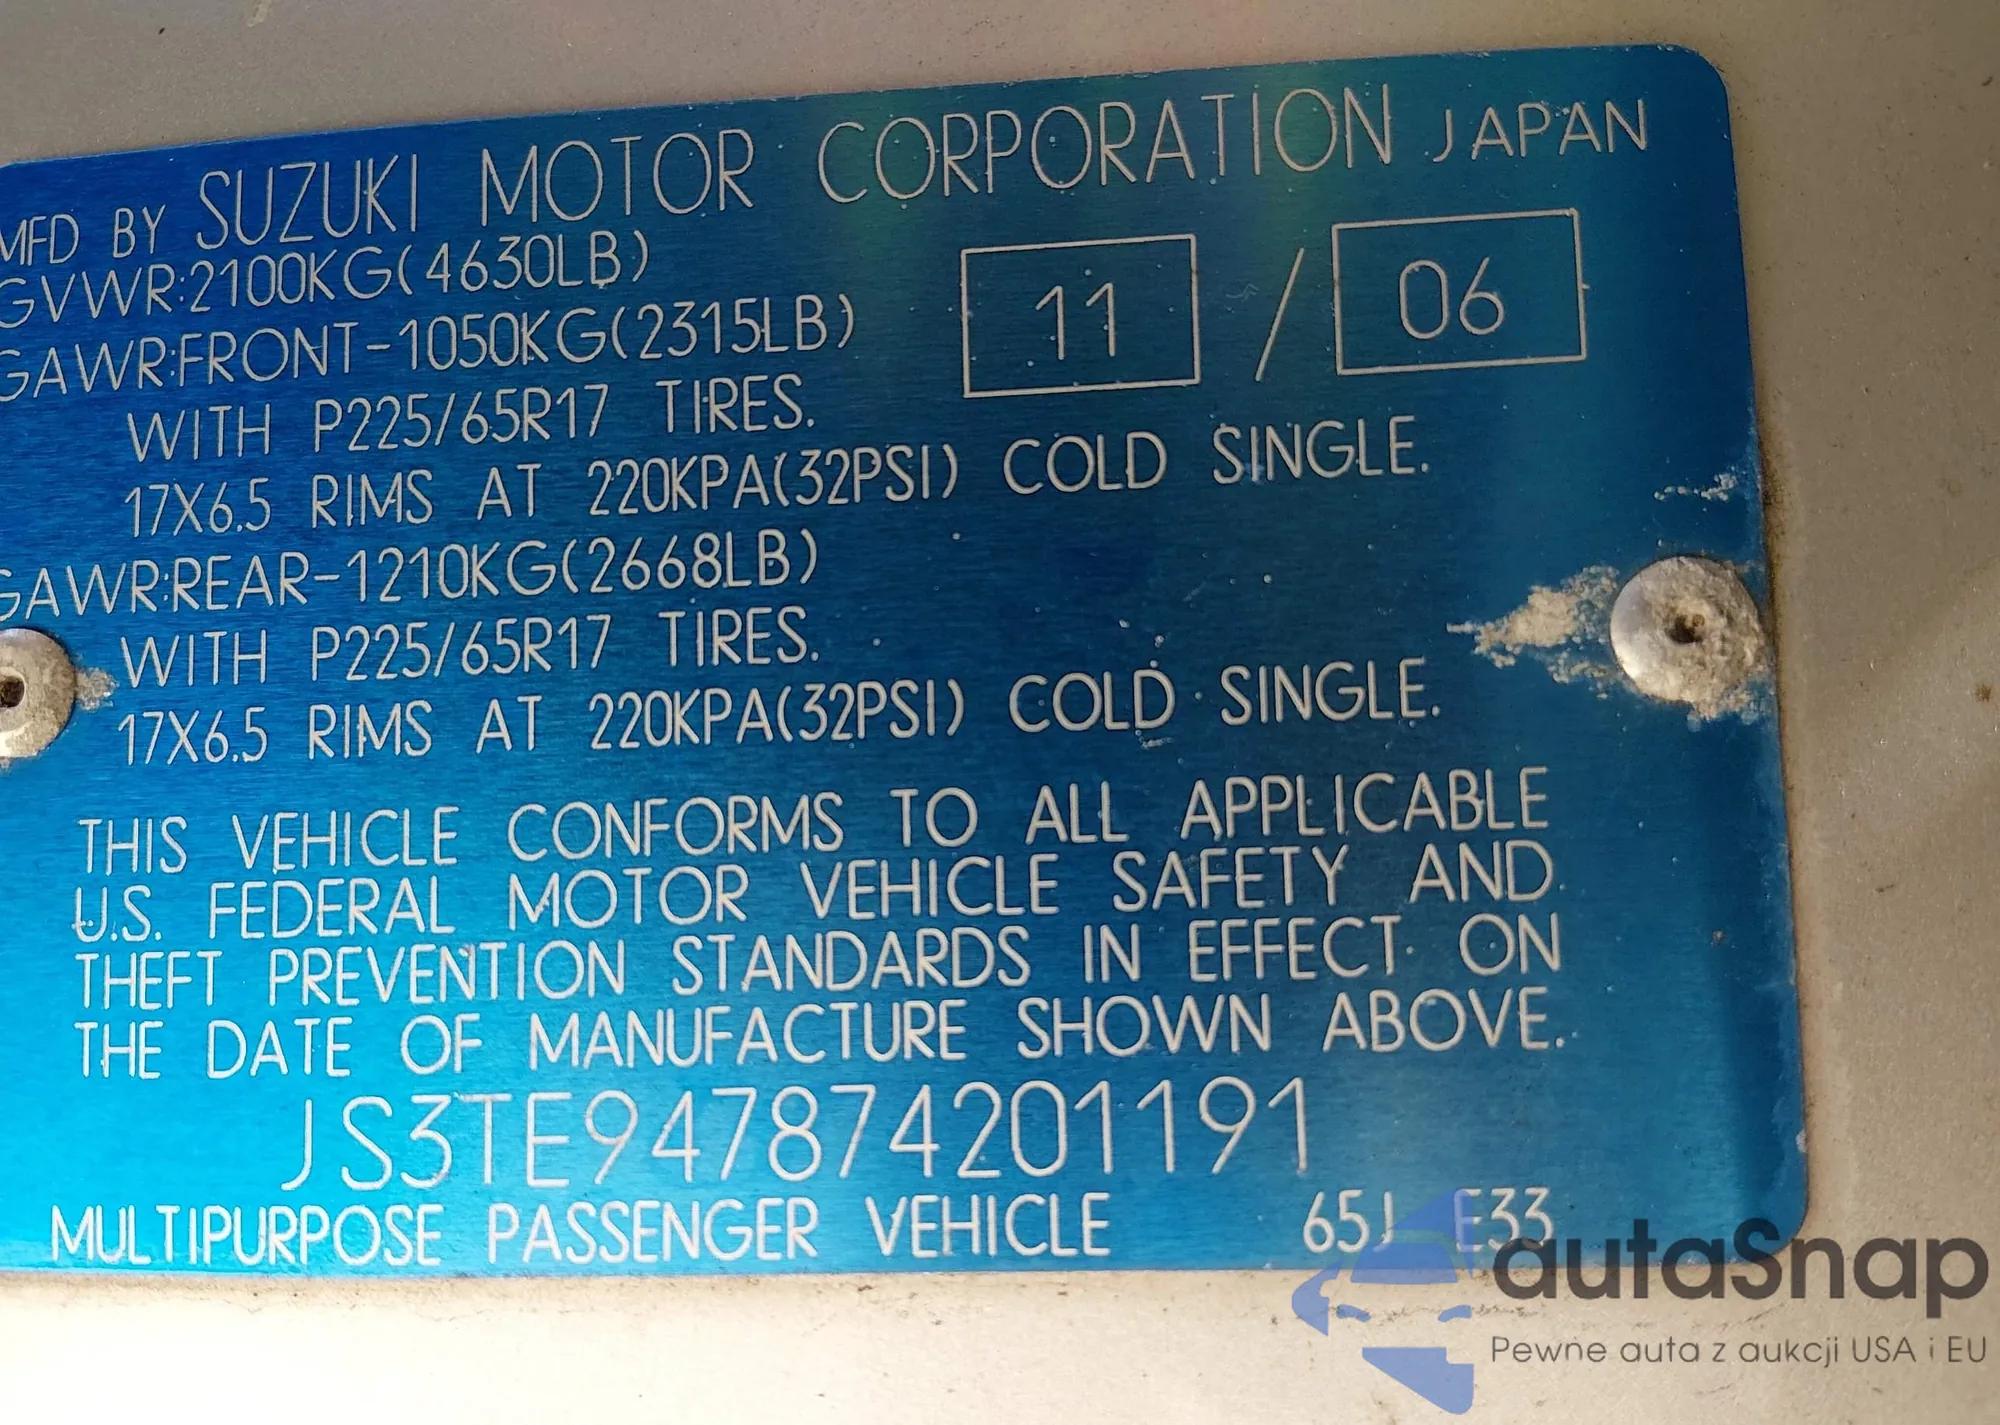 MFD BY SUZUKI MOTOR CORPORATION JAPAN
GVWR:2100KG(4630LB)
11 / 06
GAWR:FRONT-1050KG(2315LB)
WITH P225/65R17 TIRES.
17X6.5 RIMS AT 220KPA(32PSI) COLD SINGLE.
GAWR:REAR-1210KG(2668LB)
WITH P225/65R17 TIRES.
17X6.5 RIMS AT 220KPA(32PSI) COLD SINGLE.
THIS VEHICLE CONFORMS TO ALL APPLICABLE
U.S. FEDERAL MOTOR VEHICLE SAFETY AND
THEFT PREVENTION STANDARDS IN EFFECT ON
THE DATE OF MANUFACTURE SHOWN ABOVE.
JS3TE947874201191
MULTIPURPOSE PASSENGER VEHICLE 65J E33
autaSnap
Pewne auta z aukcji USA i EU